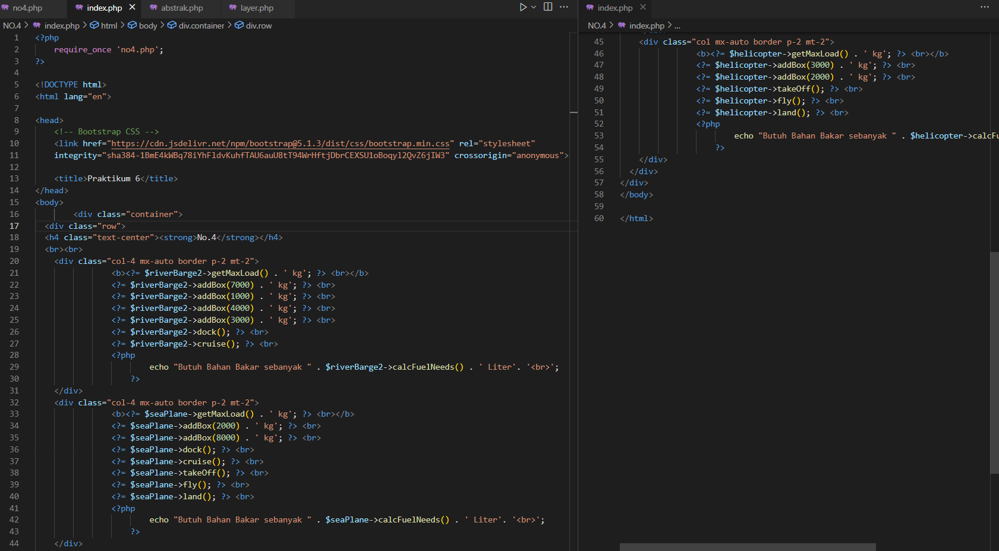 no4.php index.php abstrak.php layer.php
NO.4 > index.php > html > body > div.container > div.row
1 <?php
2 require_once 'no4.php';
3 ?>
4
5 <!DOCTYPE html>
6 <html lang="en">
7
8 <head>
9 <!-- Bootstrap CSS -->
10 <link href="https://cdn.jsdelivr.net/npm/bootstrap@5.1.3/dist/css/bootstrap.min.css" rel="stylesheet"
11 integrity="sha384-1BmE4kWBq78iYhFldvKuhfTAU6auU8tT94WrHftjDbrCEXSU1oBoqyl2QvZ6jIW3" crossorigin="anonymous">
12
13 <title>Praktikum 6</title>
14 </head>
15 <body>
16 <div class="container">
17 <div class="row">
18 <h4 class="text-center"><strong>No.4</strong></h4>
19 <br><br>
20 <div class="col-4 mx-auto border p-2 mt-2">
21 <b><?= $riverBarge2->getMaxLoad() . ' kg'; ?> <br></b>
22 <?= $riverBarge2->addBox(7000) . ' kg'; ?> <br>
23 <?= $riverBarge2->addBox(1000) . ' kg'; ?> <br>
24 <?= $riverBarge2->addBox(4000) . ' kg'; ?> <br>
25 <?= $riverBarge2->addBox(3000) . ' kg'; ?> <br>
26 <?= $riverBarge2->dock(); ?> <br>
27 <?= $riverBarge2->cruise(); ?> <br>
28 <?php
29 echo "Butuh Bahan Bakar sebanyak " . $riverBarge2->calcFuelNeeds() . ' Liter'. '<br>';
30 ?>
31 </div>
32 <div class="col-4 mx-auto border p-2 mt-2">
33 <b><?= $seaPlane->getMaxLoad() . ' kg'; ?> <br></b>
34 <?= $seaPlane->addBox(2000) . ' kg'; ?> <br>
35 <?= $seaPlane->addBox(8000) . ' kg'; ?> <br>
36 <?= $seaPlane->dock(); ?> <br>
37 <?= $seaPlane->cruise(); ?> <br>
38 <?= $seaPlane->takeOff(); ?> <br>
39 <?= $seaPlane->fly(); ?> <br>
40 <?= $seaPlane->land(); ?> <br>
41 <?php
42 echo "Butuh Bahan Bakar sebanyak " . $seaPlane->calcFuelNeeds() . ' Liter'. '<br>';
43 ?>
44 </div>
index.php
NO.4 > index.php > ...
45 <div class="col mx-auto border p-2 mt-2">
46 <b><?= $helicopter->getMaxLoad() . ' kg'; ?> <br></b>
47 <?= $helicopter->addBox(3000) . ' kg'; ?> <br>
48 <?= $helicopter->addBox(2000) . ' kg'; ?> <br>
49 <?= $helicopter->takeOff(); ?> <br>
50 <?= $helicopter->fly(); ?> <br>
51 <?= $helicopter->land(); ?> <br>
52 <?php
53 echo "Butuh Bahan Bakar sebanyak " . $helicopter->calcFu
54 ?>
55 </div>
56 </div>
57 </div>
58 </body>
59
60 </html>